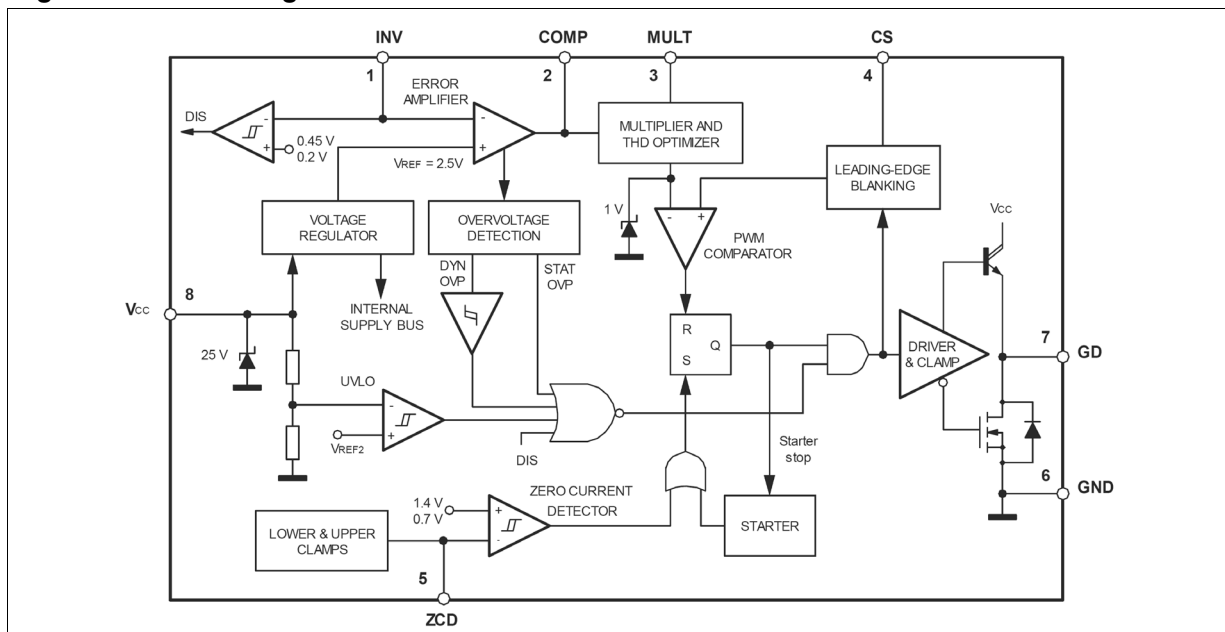 INV
COMP
MULT
CS
1
2
3
4
ERROR
AMPLIFIER
DIS
-
+
0.45 V
0.2 V
-
+
VREF = 2.5V
MULTIPLIER AND
THD OPTIMIZER
LEADING-EDGE
BLANKING
1 V
-
+
PWM
COMPARATOR
VCC
VOLTAGE
REGULATOR
OVERVOLTAGE
DETECTION
DYN
OVP
STAT
OVP
INTERNAL
SUPPLY BUS
8
VCC
25 V
R
S
Q
DRIVER
& CLAMP
7
GD
UVLO
-
+
VREF2
DIS
Starter
stop
6
GND
ZERO CURRENT
DETECTOR
1.4 V
0.7 V
+
-
LOWER & UPPER
CLAMPS
STARTER
5
ZCD